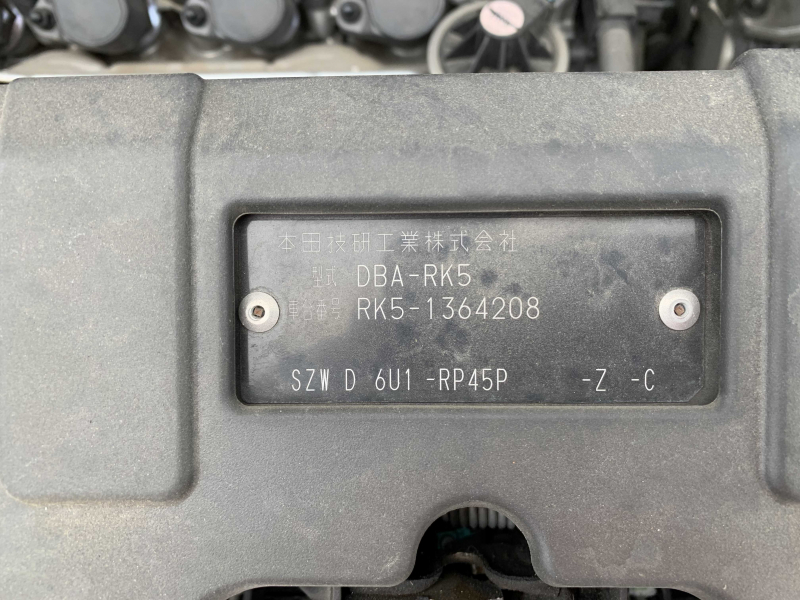 本田技研工業株式会社
型式 DBA-RK5
車台番号 RK5-1364208
SZW D 6U1 -RP45P -Z -C